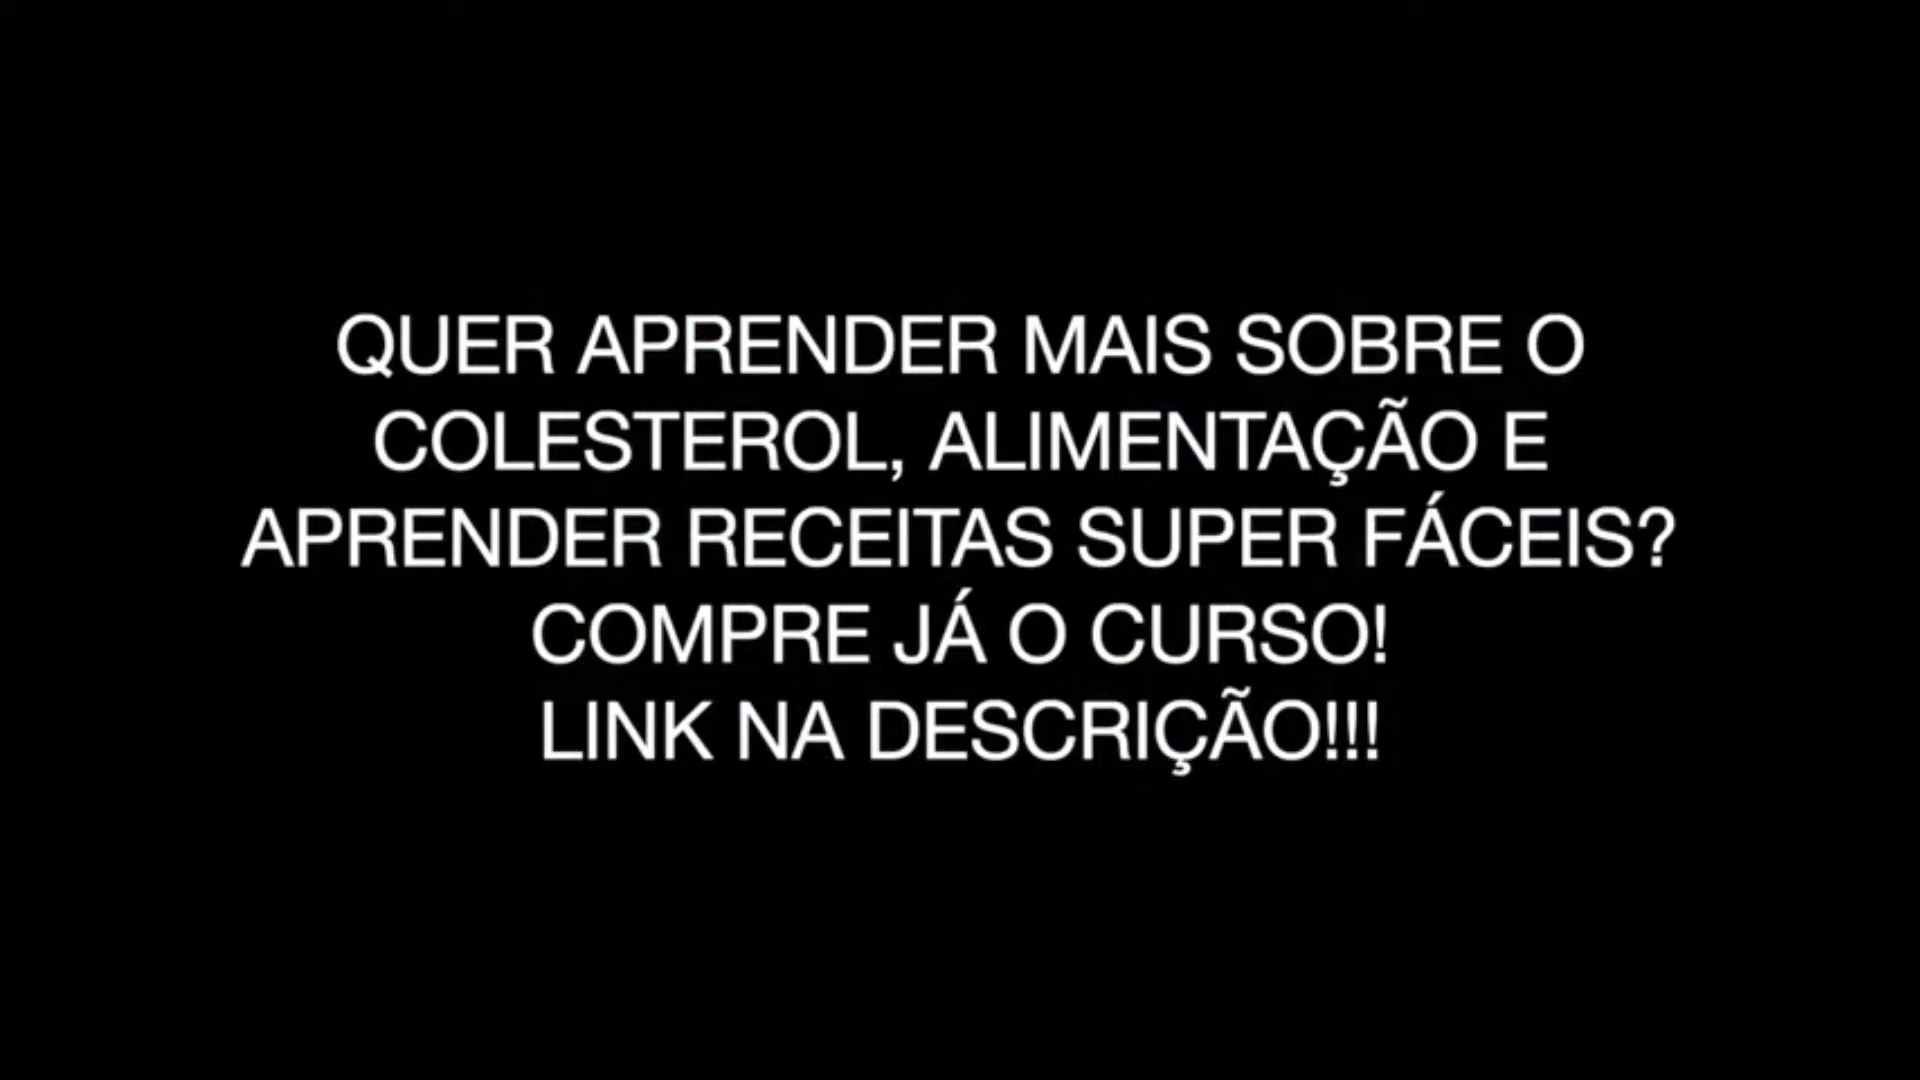 QUER APRENDER MAIS SOBRE O
COLESTEROL, ALIMENTAÇÃO E
APRENDER RECEITAS SUPER FÁCEIS?
COMPRE JÁ O CURSO!
LINK NA DESCRIÇÃO!!!